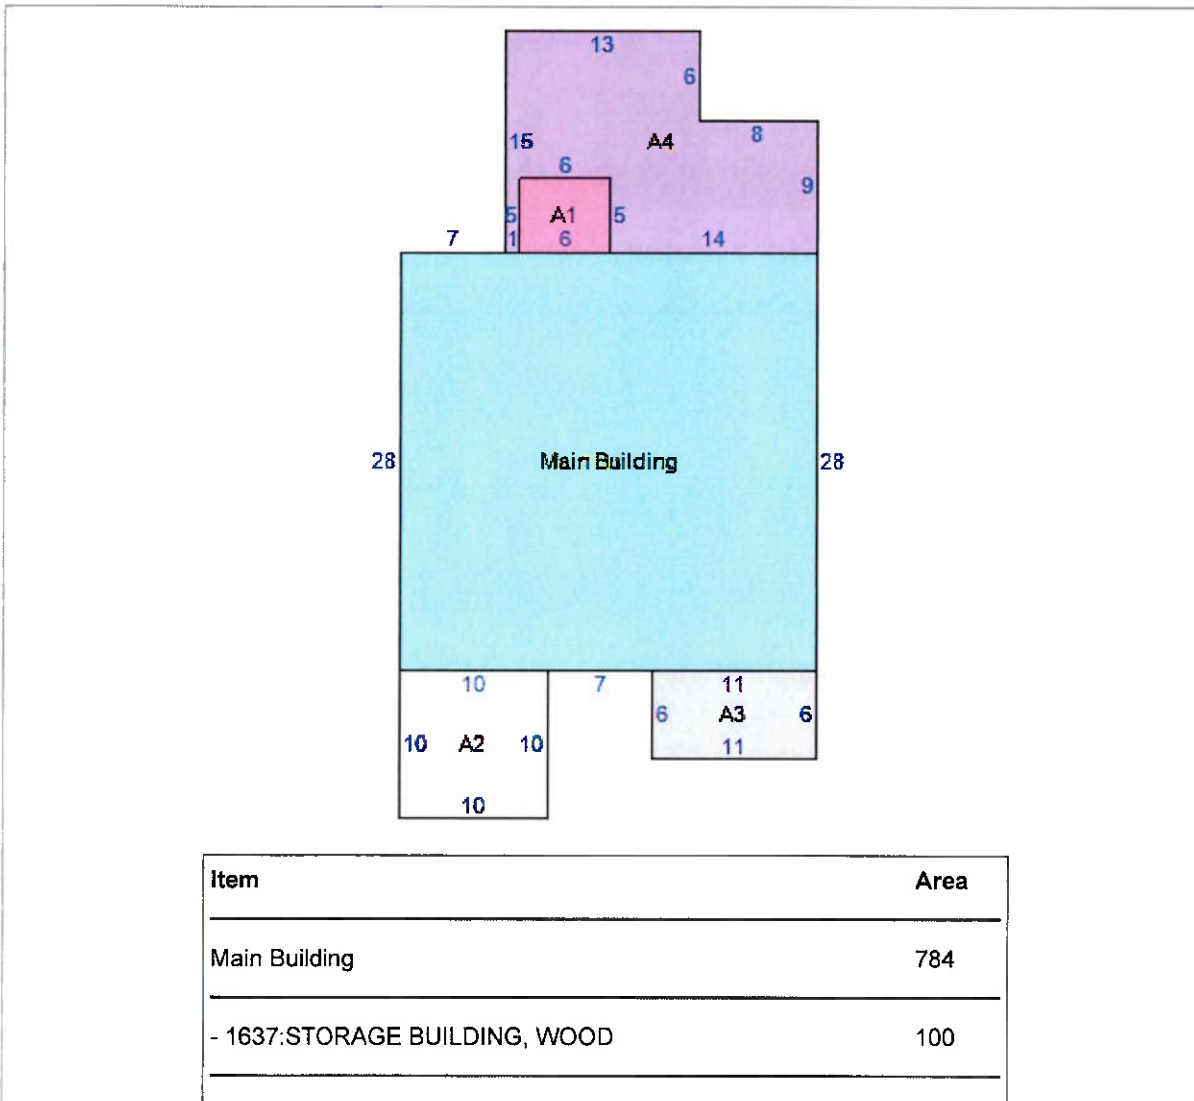 13
6
8
15
A4
6
9
5
A1
5
7
1
6
14
28
Main Building
28
10
7
11
6
A3
6
10
A2
10
11
10
Item Area
Main Building 784
- 1637:STORAGE BUILDING, WOOD 100